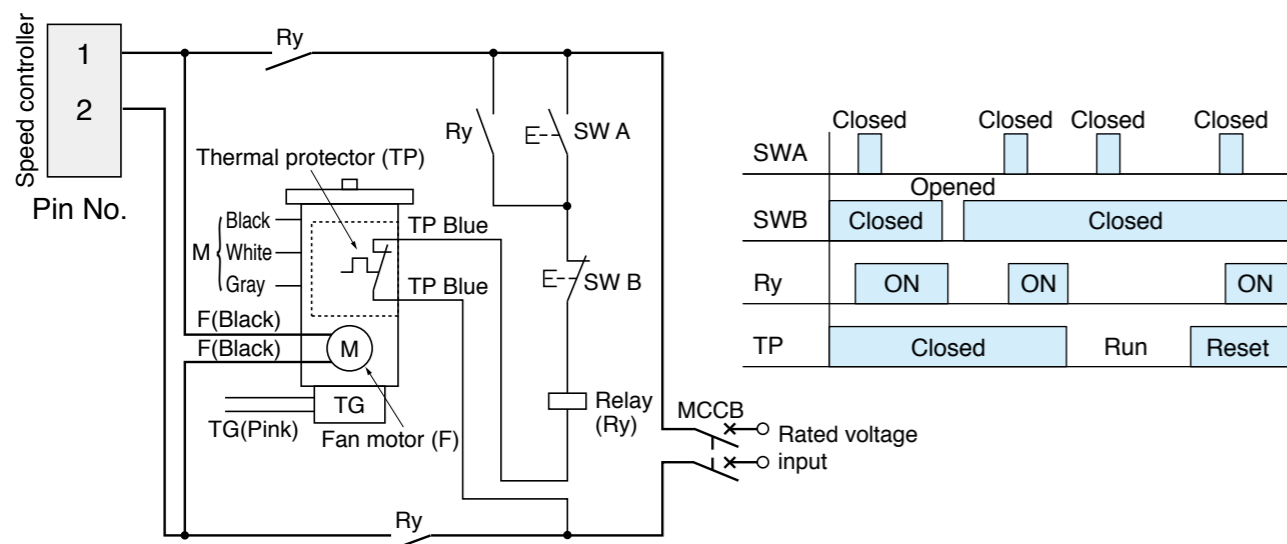 Speed controller
1
2
Pin No.
Ry
Ry
SW A
Thermal protector (TP)
Black
M White
Gray
TP Blue
TP Blue
SW B
F(Black)
F(Black)
M
TG
TG(Pink)
Fan motor (F)
Relay
(Ry)
MCCB
Rated voltage
input
Ry
Closed Closed Closed Closed
SWA
Opened
SWB Closed Closed
Ry ON ON ON
TP Closed Run Reset